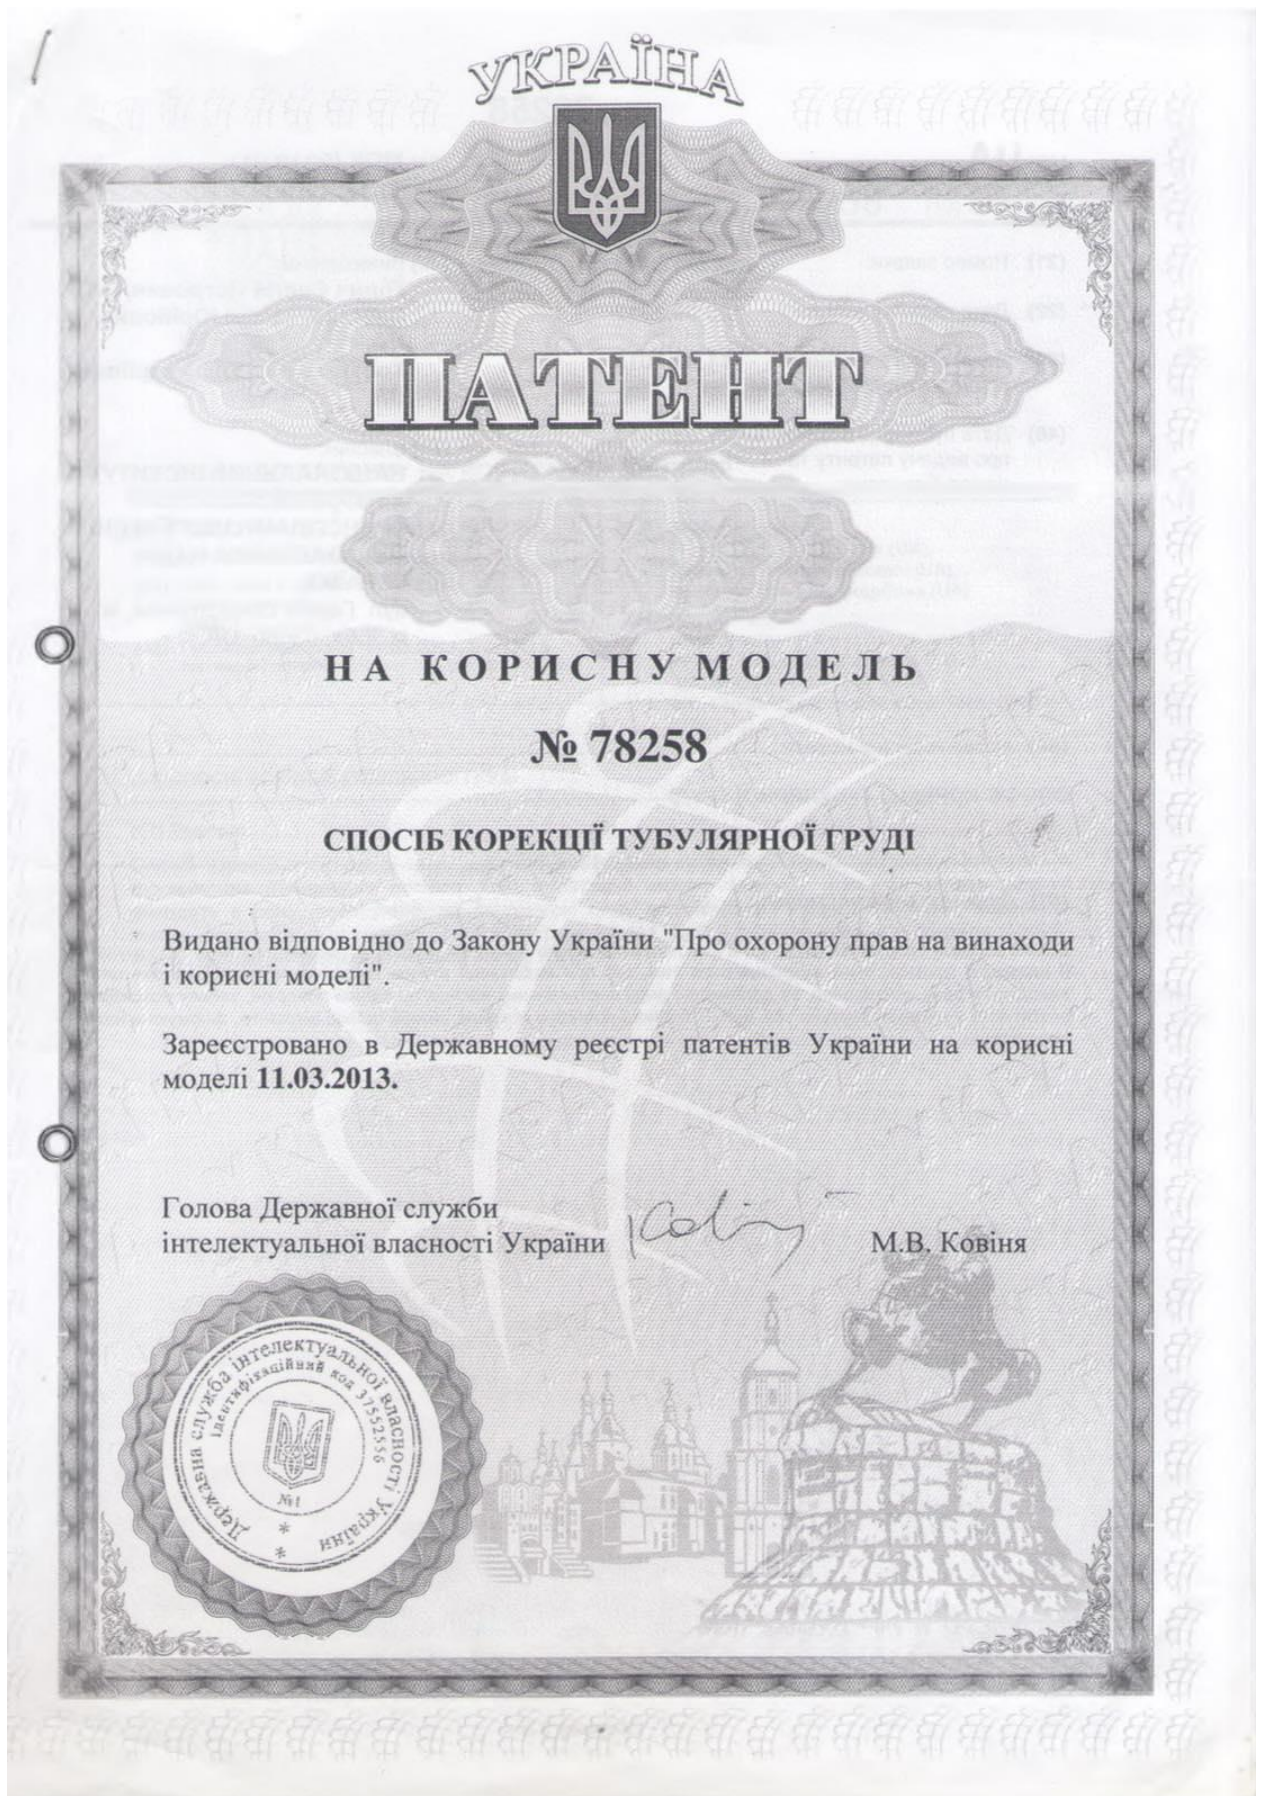 УКРАЇНА
ПАТЕНТ
НА КОРИСНУ МОДЕЛЬ
№ 78258
СПОСІБ КОРЕКЦІЇ ТУБУЛЯРНОЇ ГРУДІ
Видано відповідно до Закону України "Про охорону прав на винаходи
і корисні моделі".
Зареєстровано в Державному реєстрі патентів України на корисні
моделі 11.03.2013.
Голова Державної служби
інтелектуальної власності України
М.В. Ковіня
Державна служба інтелектуальної власності України
Ідентифікаційний код 37552556
№1
* *